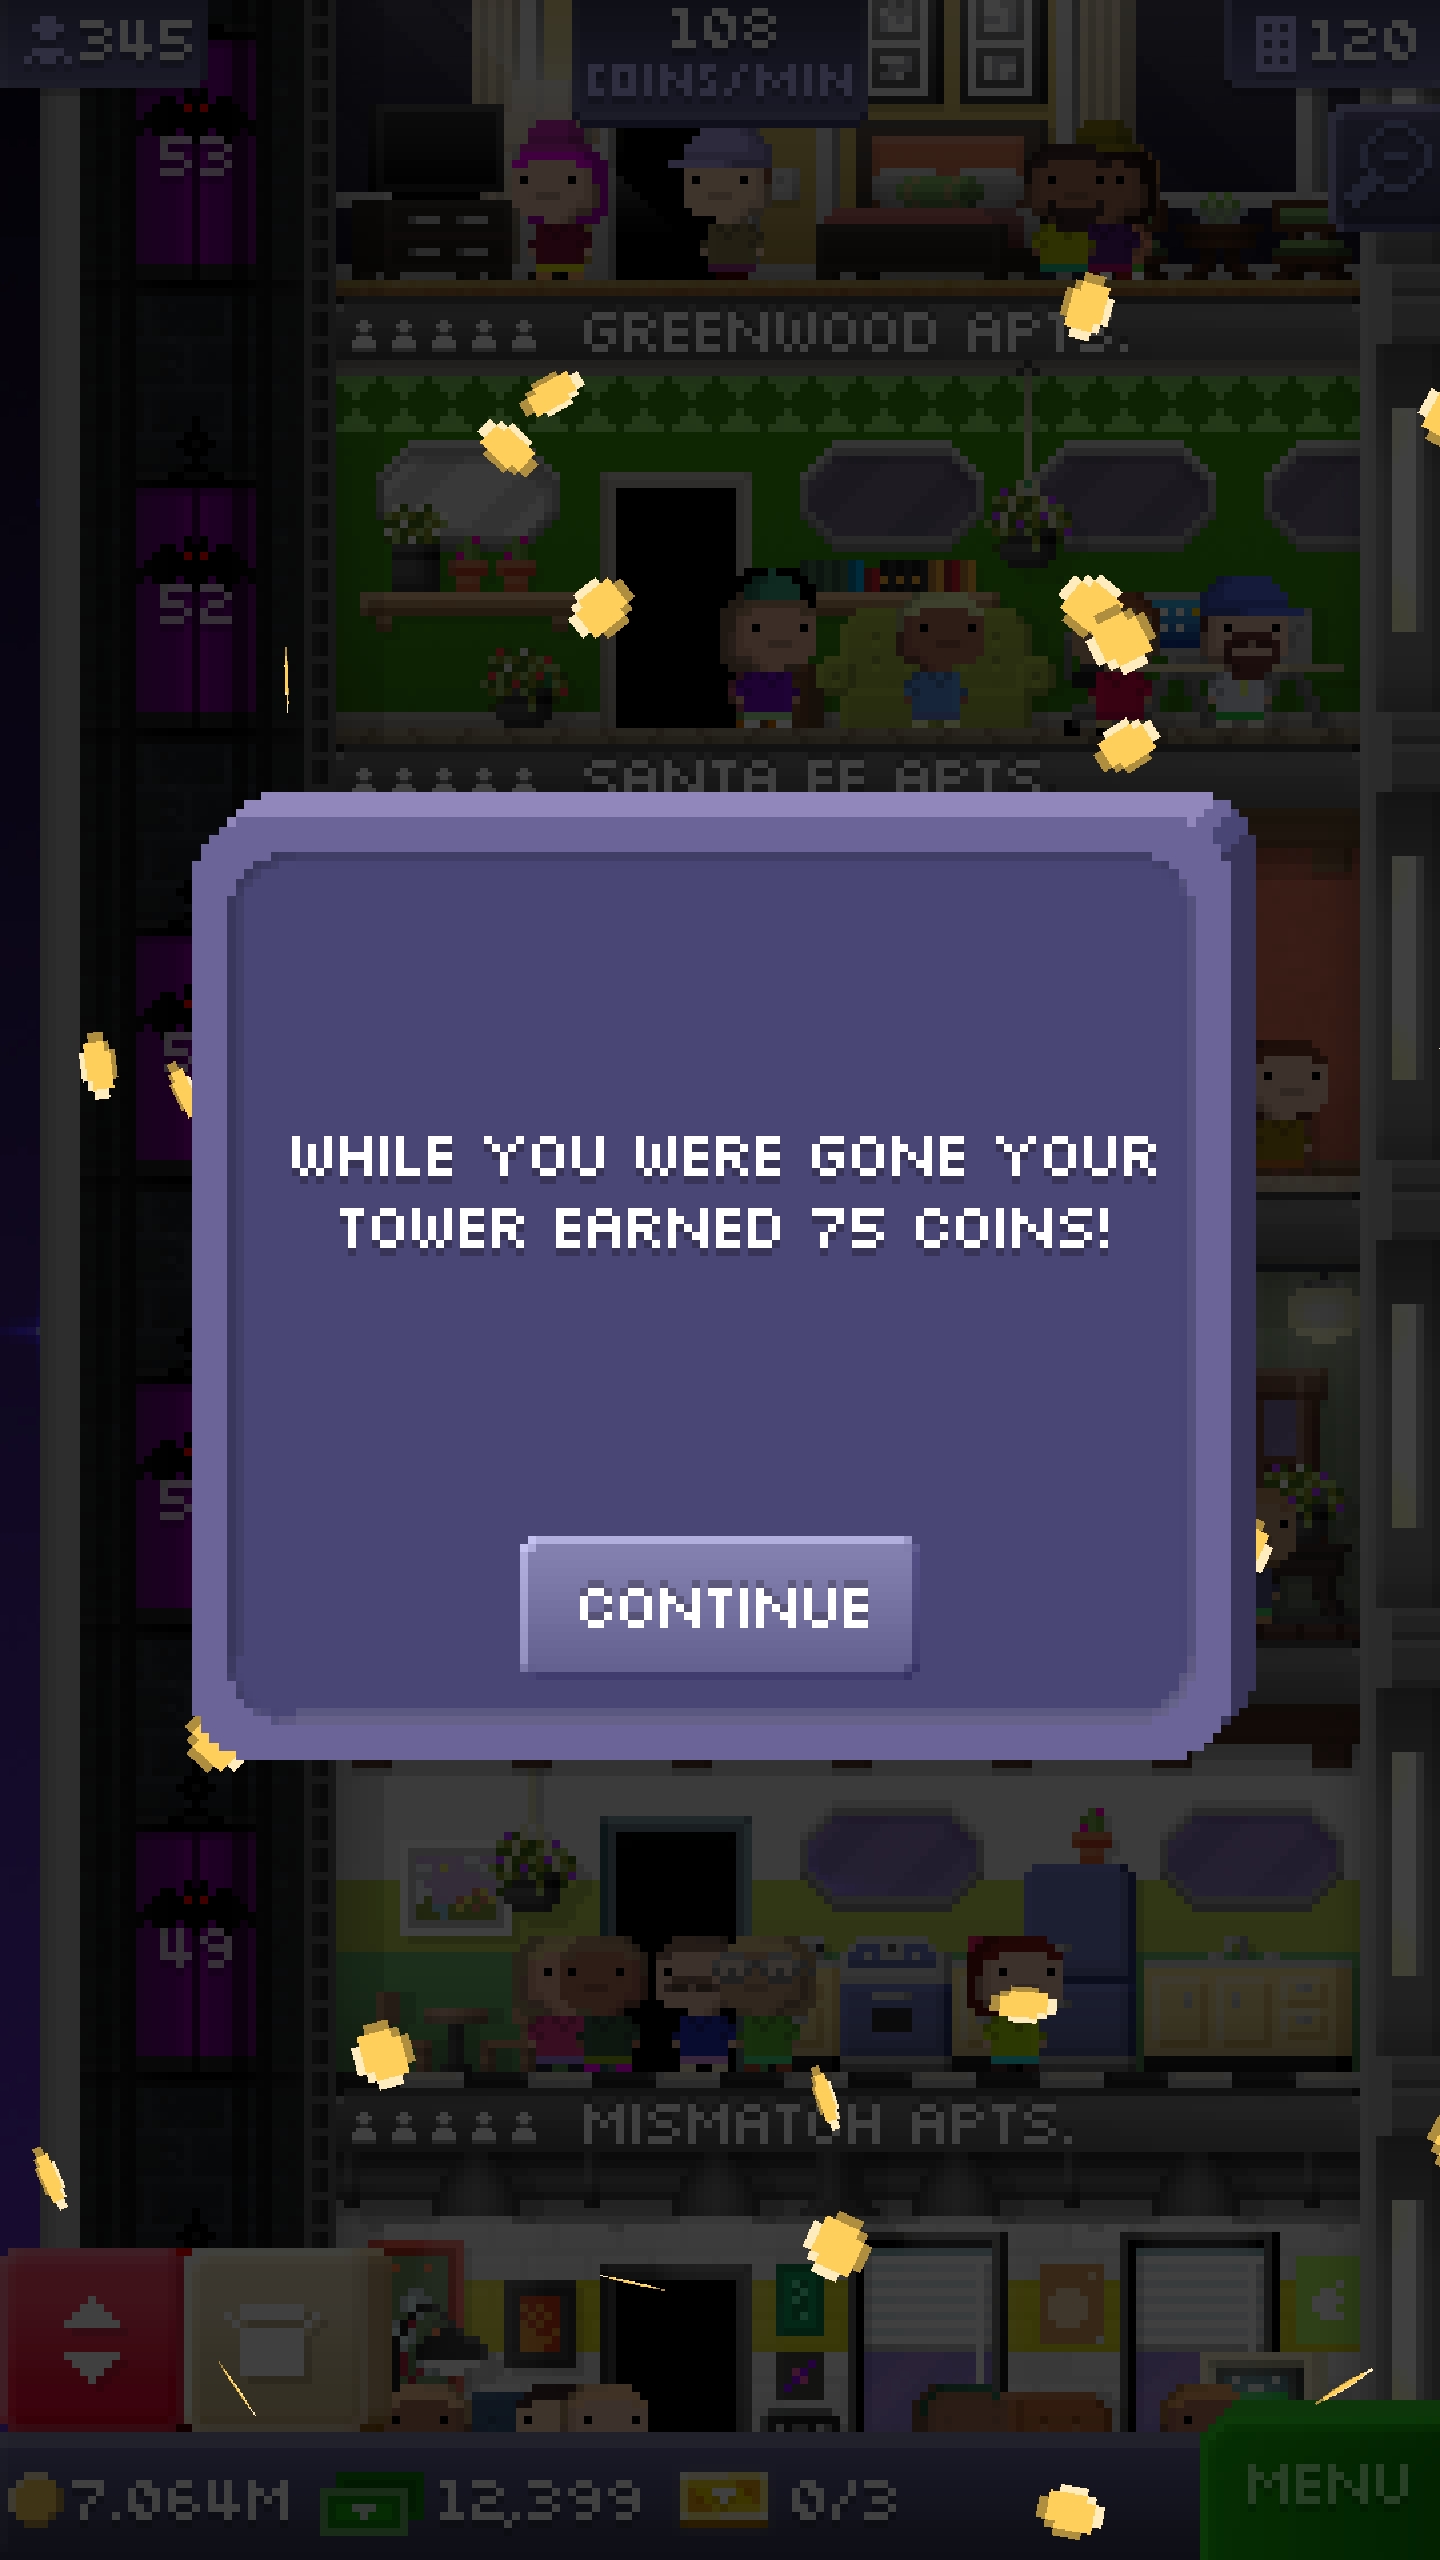 345
108
COINS/MIN
120
53
GREENWOOD APTS.
52
SANTA FE APTS.
WHILE YOU WERE GONE YOUR
TOWER EARNED 75 COINS!
CONTINUE
49
MISMATCH APTS.
7.064M
12,399
0/3
MENU